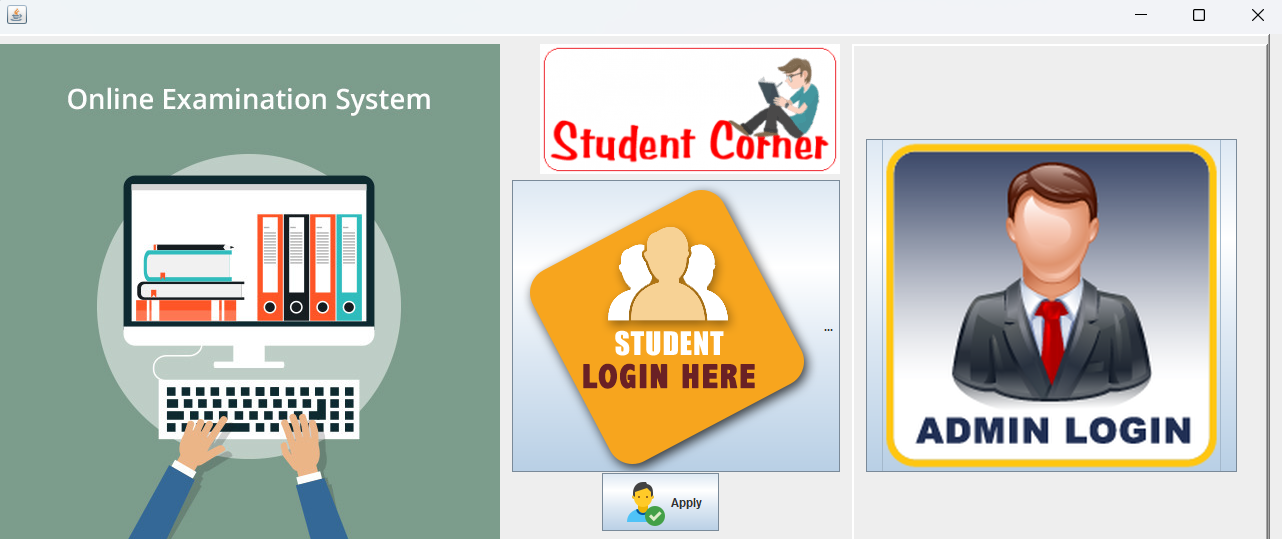 Online Examination System
Student Corner
STUDENT
LOGIN HERE
...
Apply
ADMIN LOGIN